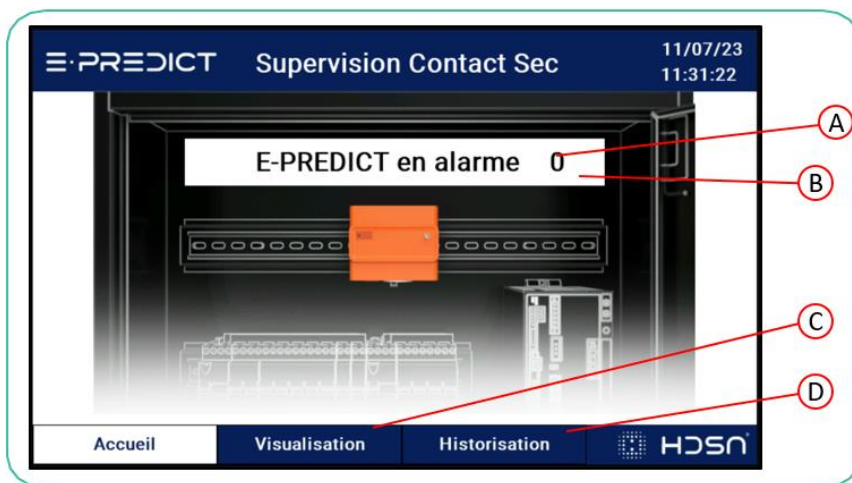 E·PREDICT
Supervision Contact Sec
11/07/23
11:31:22
E-PREDICT en alarme 0
A
B
C
D
Accueil
Visualisation
Historisation
HDSN